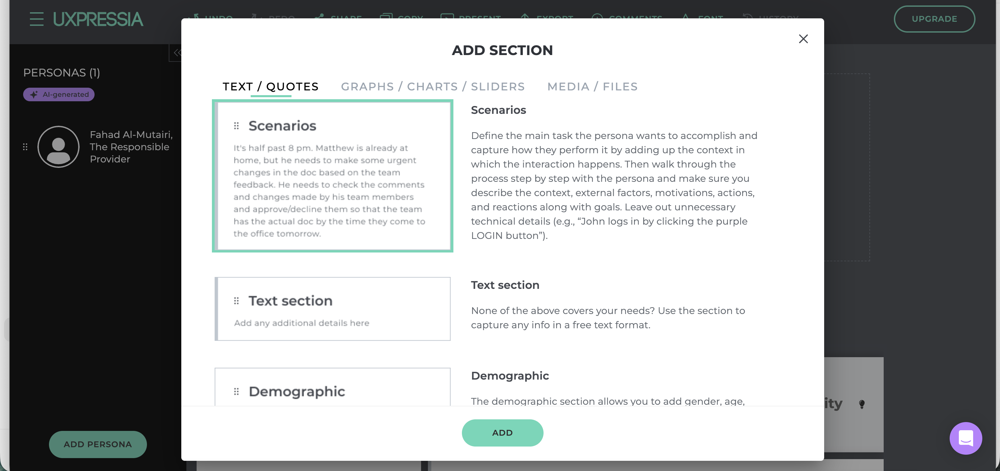 UXPRESSIA
UNDO
REDO
SHARE
COPY
PRESENT
EXPORT
COMMENTS
FONT
HISTORY
UPGRADE
PERSONAS (1)
AI-generated
Fahad Al-Mutairi,
The Responsible
Provider
ADD PERSONA
ADD SECTION
TEXT / QUOTES
GRAPHS / CHARTS / SLIDERS
MEDIA / FILES
Scenarios
It's half past 8 pm. Matthew is already at
home, but he needs to make some urgent
changes in the doc based on the team
feedback. He needs to check the comments
and changes made by his team members
and approve/decline them so that the team
has the actual doc by the time they come to
the office tomorrow.
Scenarios
Define the main task the persona wants to accomplish and
capture how they perform it by adding up the context in
which the interaction happens. Then walk through the
process step by step with the persona and make sure you
describe the context, external factors, motivations, actions,
and reactions along with goals. Leave out unnecessary
technical details (e.g., “John logs in by clicking the purple
LOGIN button”).
Text section
Add any additional details here
Text section
None of the above covers your needs? Use the section to
capture any info in a free text format.
Demographic
Demographic
The demographic section allows you to add gender, age,
ADD
ity